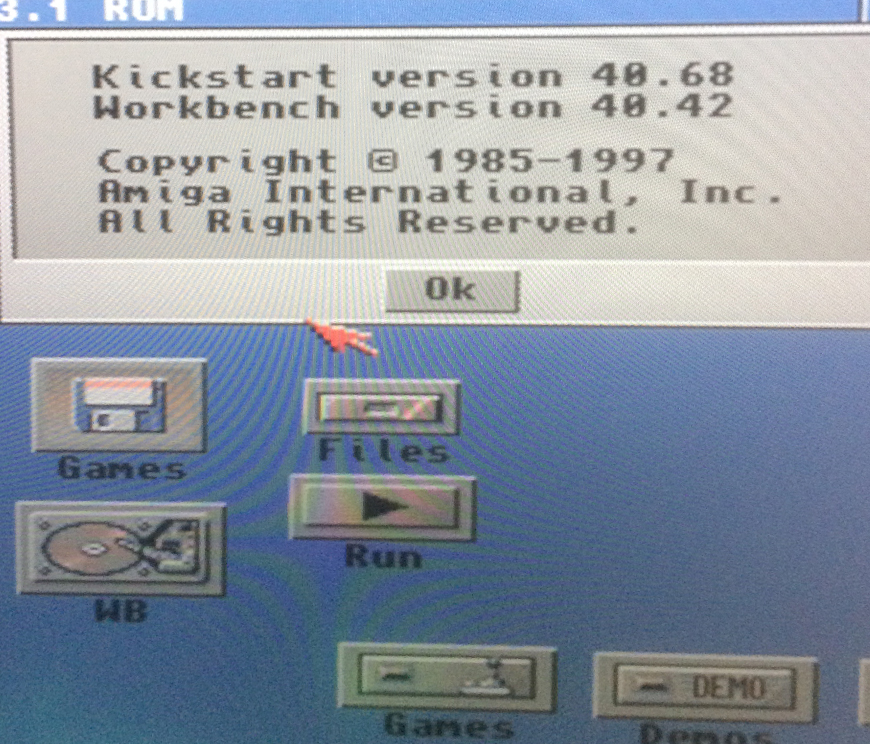 3.1 ROM
Kickstart version 40.68
Workbench version 40.42
Copyright © 1985-1997
Amiga International, Inc.
All Rights Reserved.
Ok
Games
Files
Run
WB
Games
DEMO
Demos